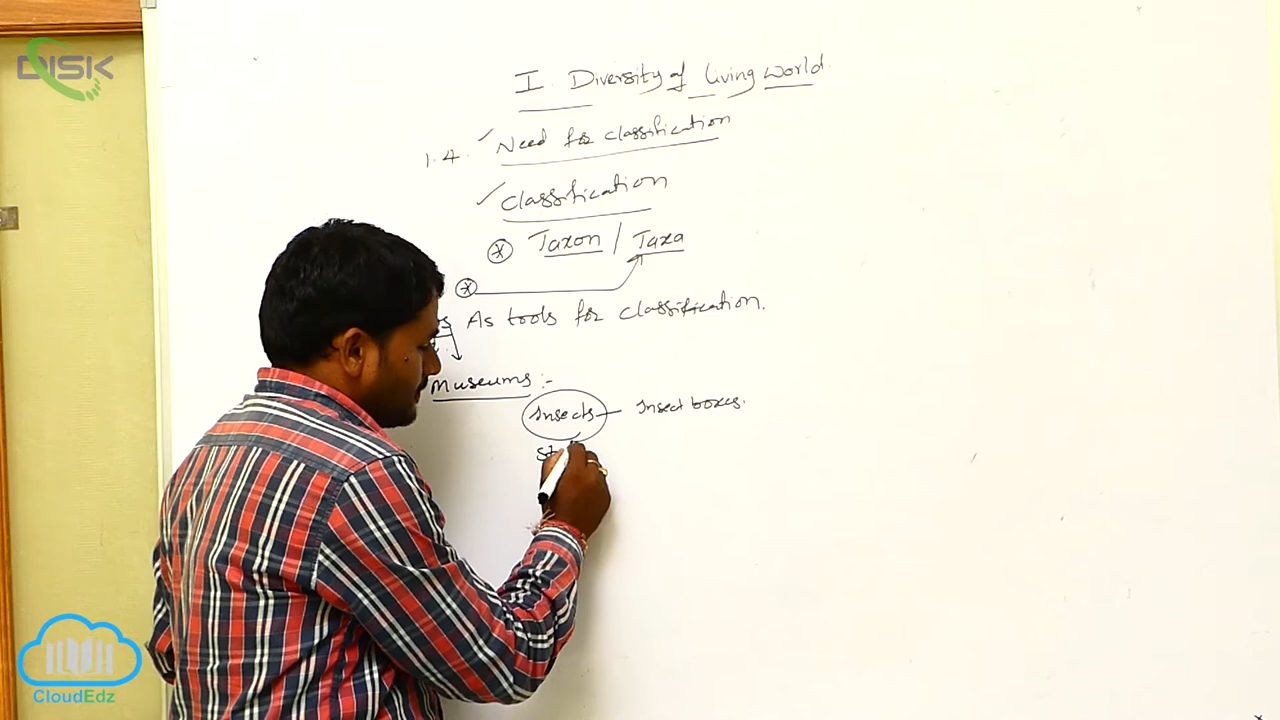 DISK
I. Diversity of living world.
1.4. Need for classification
classification
* Taxon / Taxa
*
As tools for classification.
Museums :-
Insects - Insect boxes.
st
CloudEdz